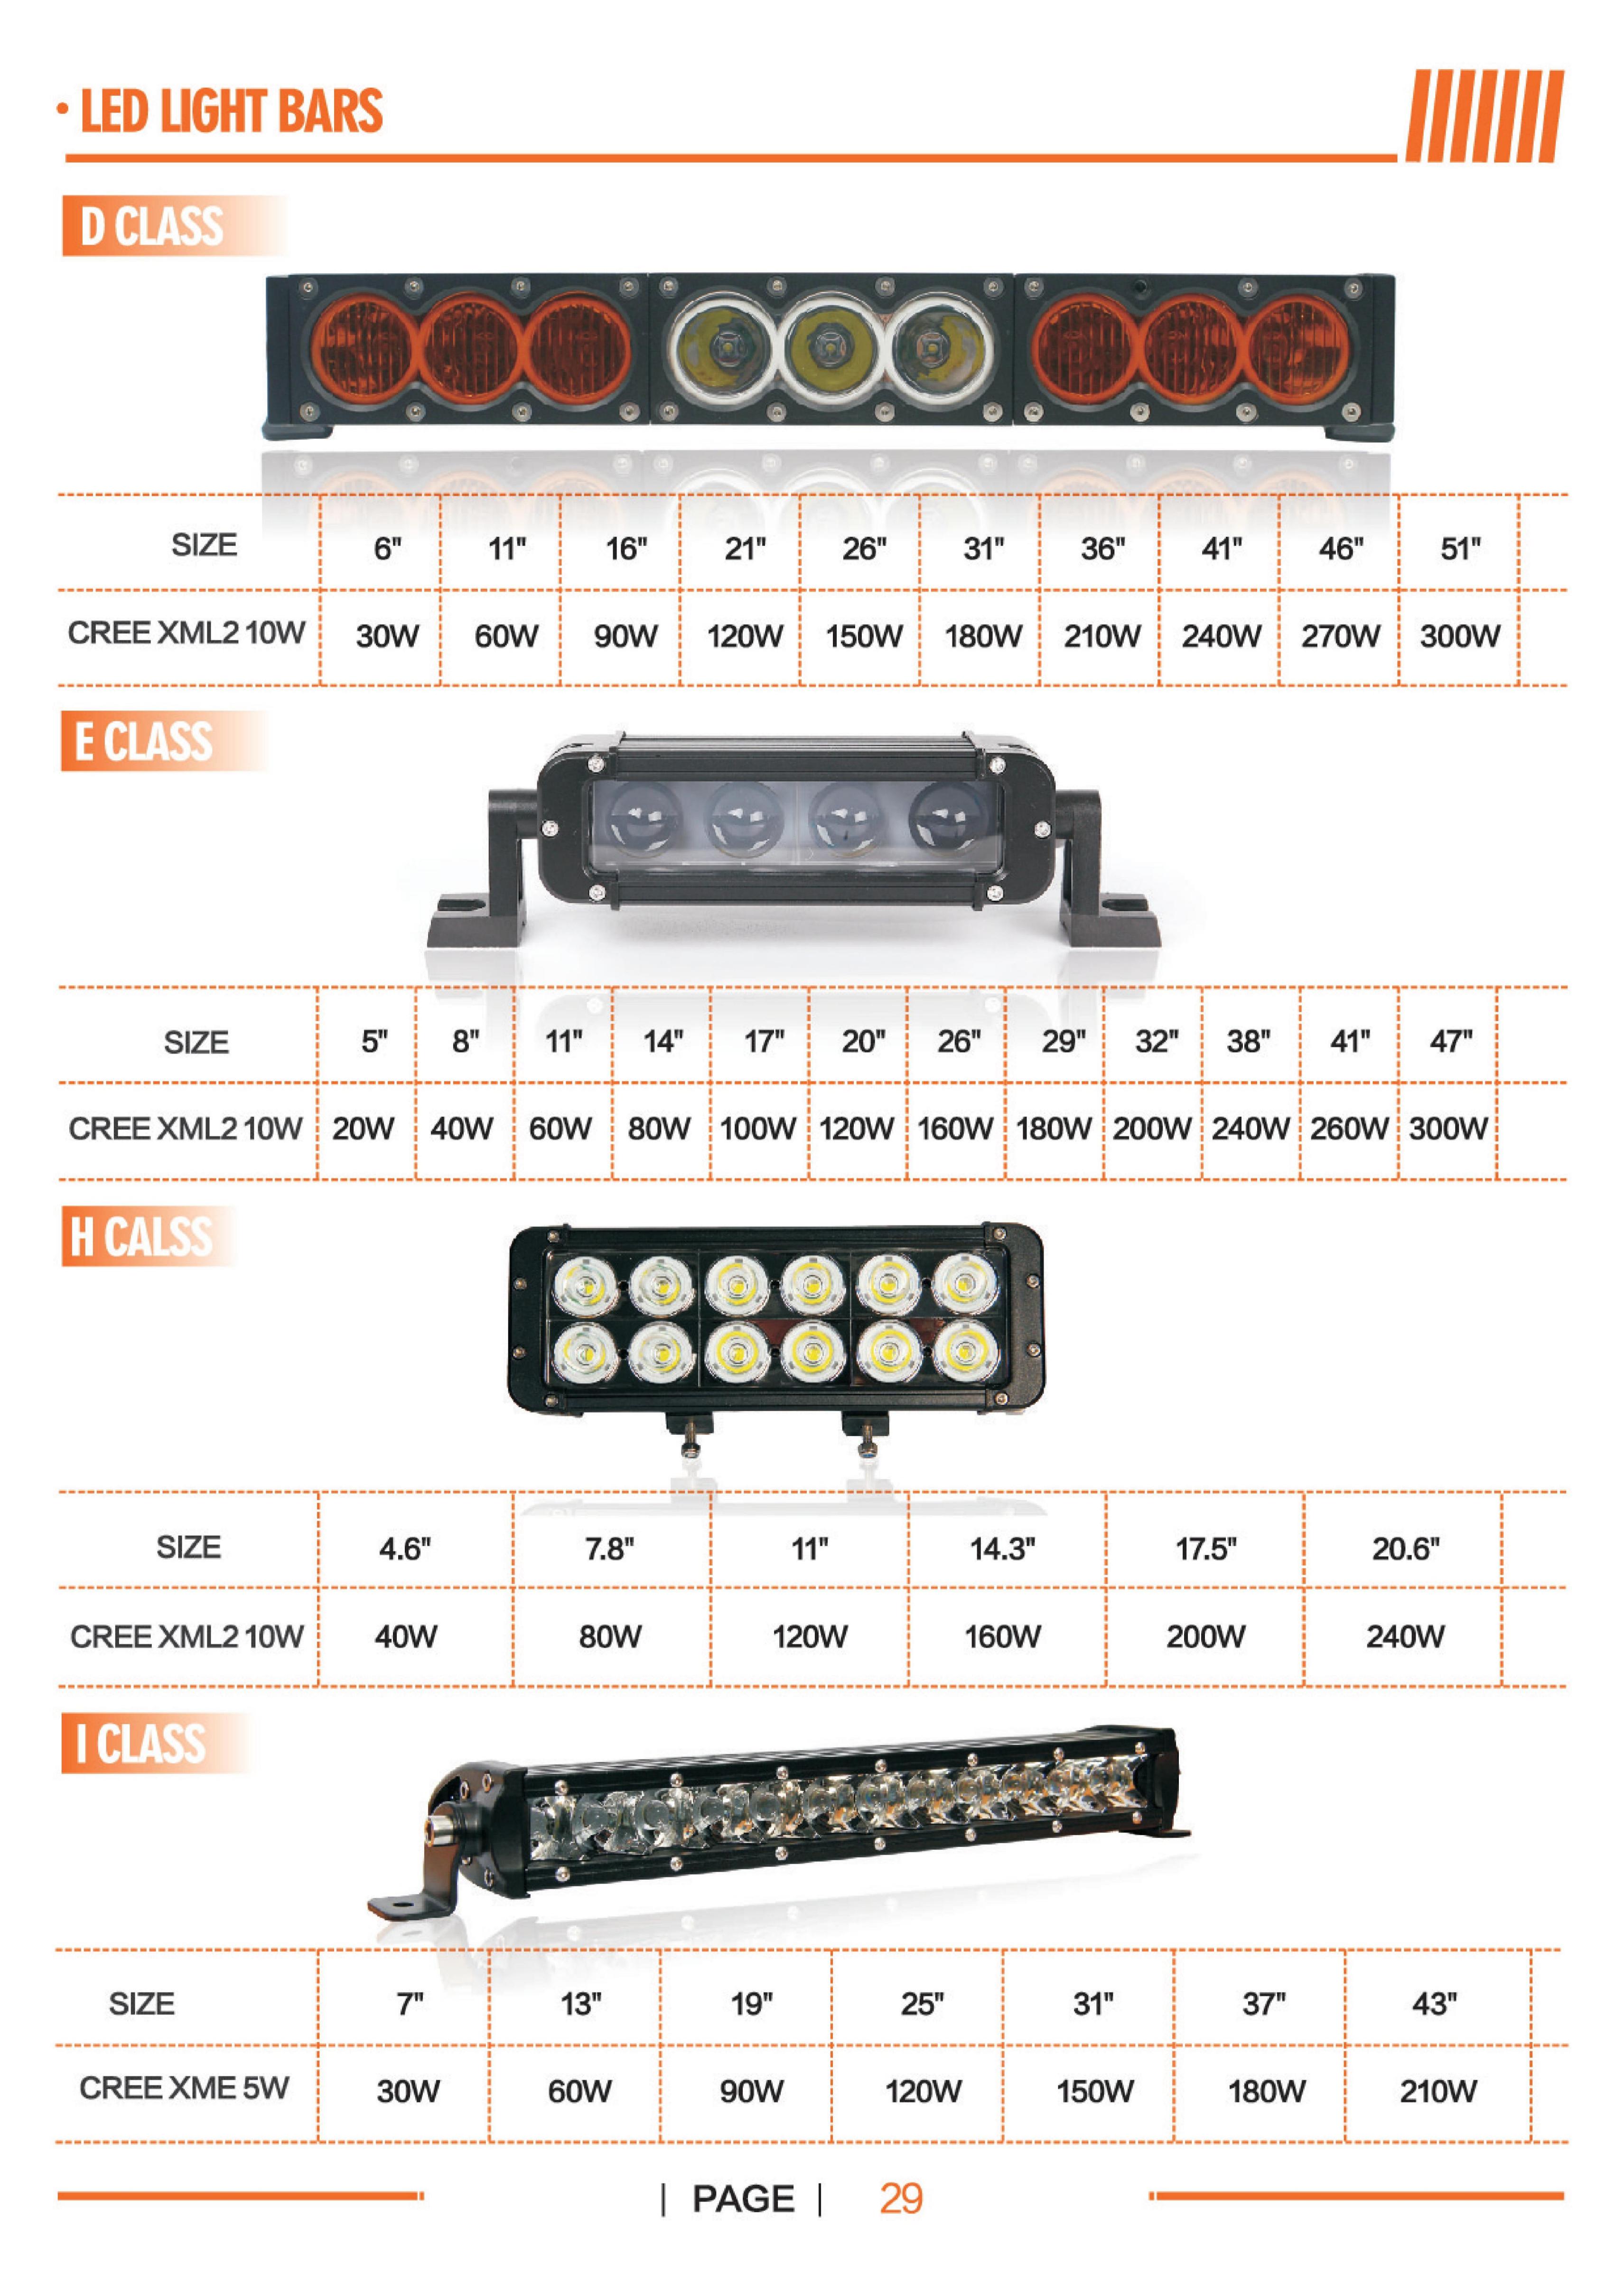 • LED LIGHT BARS
D CLASS
SIZE 6" 11" 16" 21" 26" 31" 36" 41" 46" 51"
CREE XML2 10W 30W 60W 90W 120W 150W 180W 210W 240W 270W 300W
E CLASS
SIZE 5" 8" 11" 14" 17" 20" 26" 29" 32" 38" 41" 47"
CREE XML2 10W 20W 40W 60W 80W 100W 120W 160W 180W 200W 240W 260W 300W
H CALSS
SIZE 4.6" 7.8" 11" 14.3" 17.5" 20.6"
CREE XML2 10W 40W 80W 120W 160W 200W 240W
I CLASS
SIZE 7" 13" 19" 25" 31" 37" 43"
CREE XME 5W 30W 60W 90W 120W 150W 180W 210W
| PAGE | 29